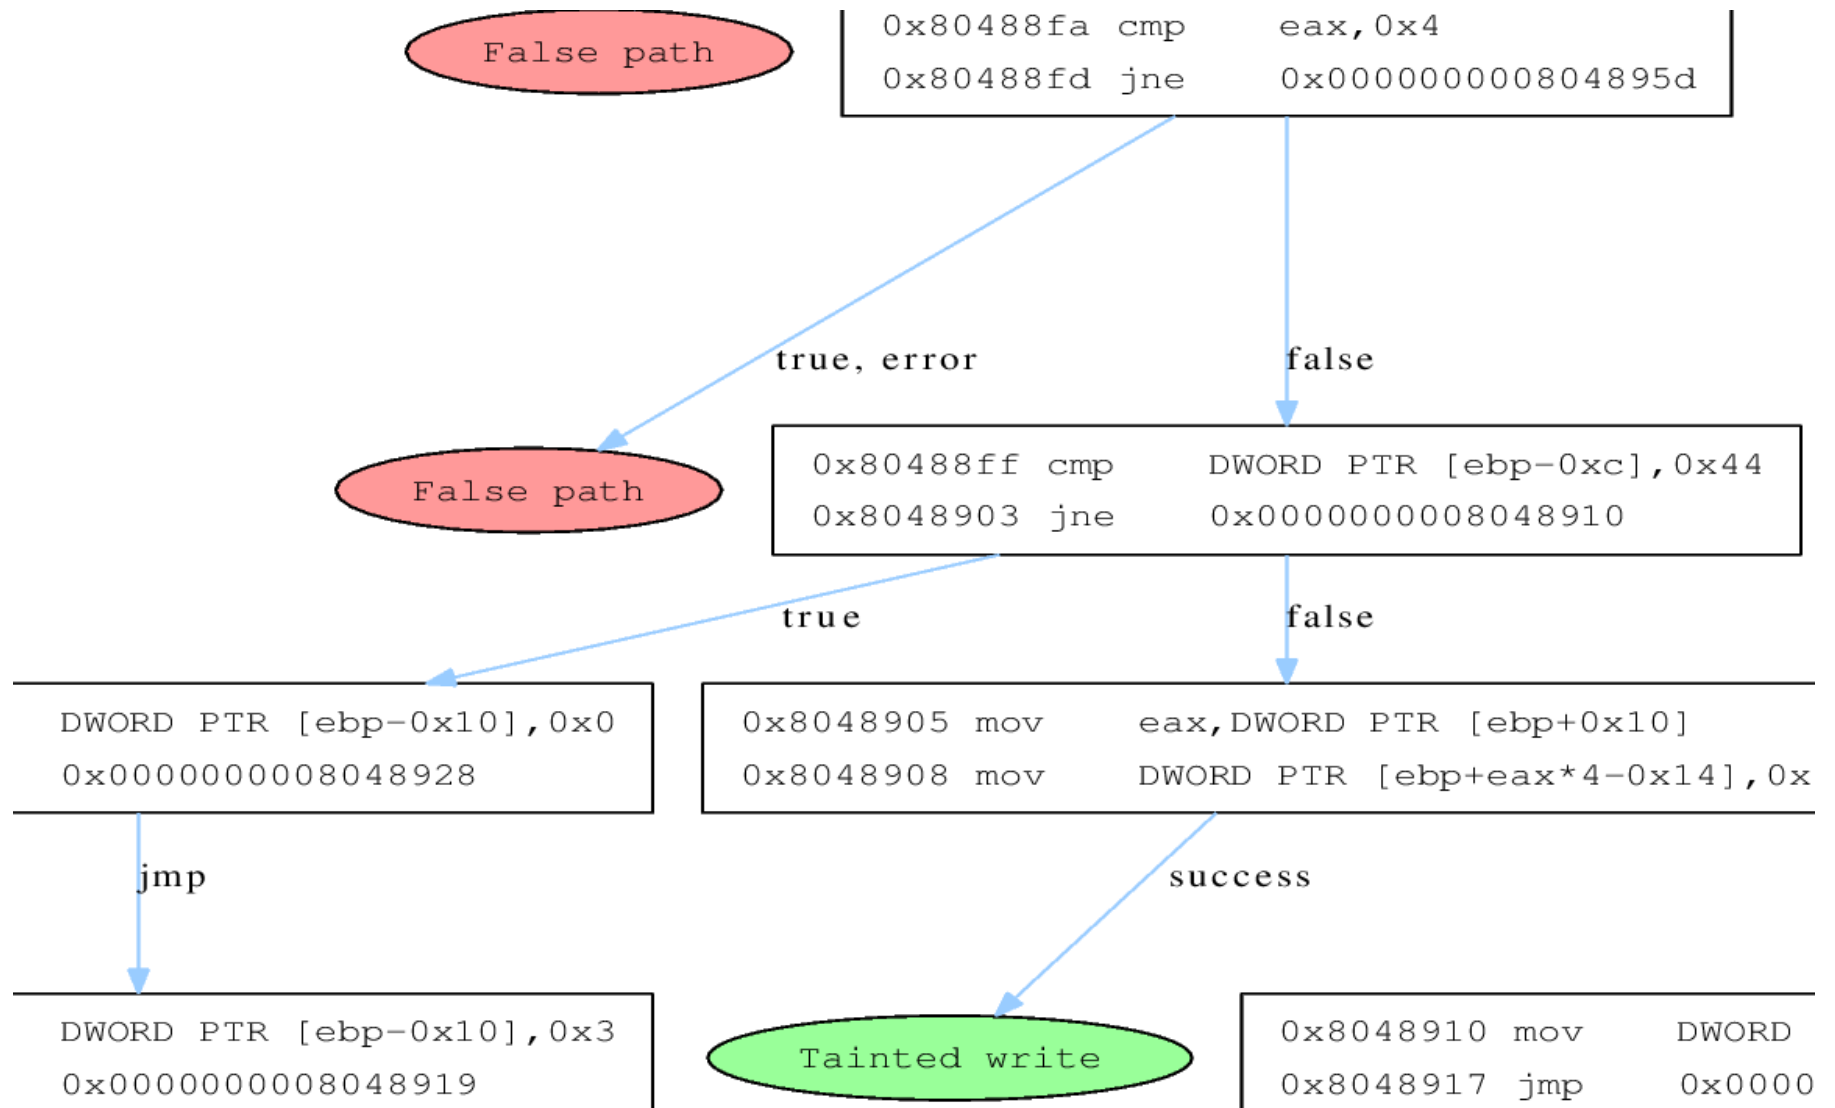 False path
0x80488fa cmp eax,0x4
0x80488fd jne 0x000000000804895d
true, error
false
False path
0x80488ff cmp DWORD PTR [ebp-0xc],0x44
0x8048903 jne 0x0000000008048910
true
false
DWORD PTR [ebp-0x10],0x0
0x0000000008048928
0x8048905 mov eax,DWORD PTR [ebp+0x10]
0x8048908 mov DWORD PTR [ebp+eax*4-0x14],0x
jmp
success
DWORD PTR [ebp-0x10],0x3
0x0000000008048919
Tainted write
0x8048910 mov DWORD
0x8048917 jmp 0x0000